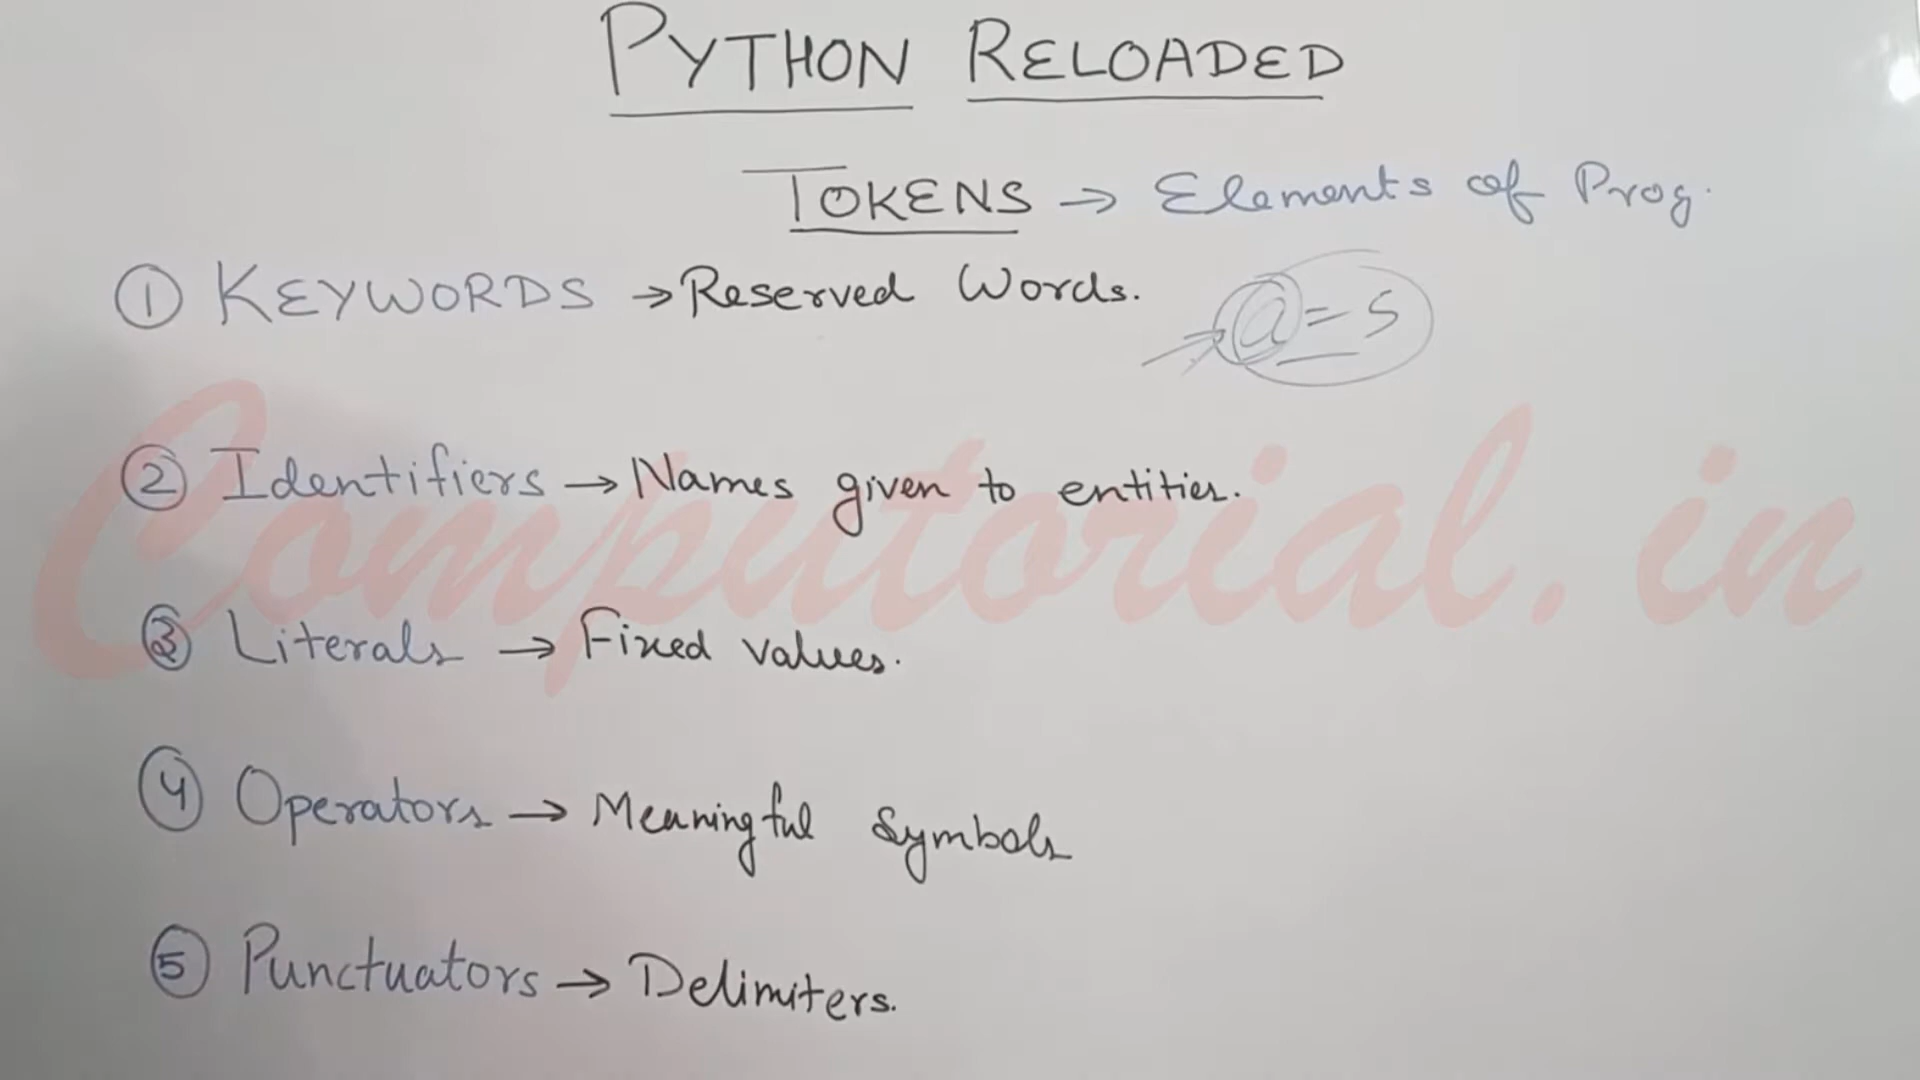 PYTHON RELOADED
TOKENS → Elements of Prog.
① KEYWORDS → Reserved Words.
a = 5
② Identifiers → Names given to entities.
Computorial.in
③ Literals → Fixed values.
④ Operators → Meaningful Symbols
⑤ Punctuators → Delimiters.